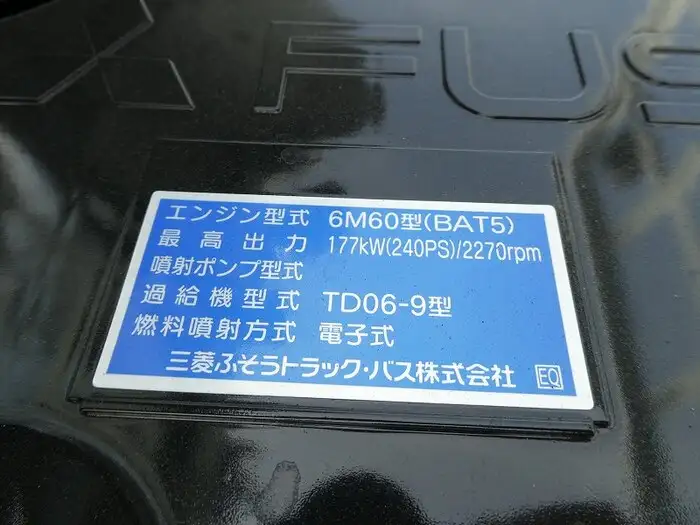 FUS
エンジン型式 6M60型(BAT5)
最高出力 177kW(240PS)/2270rpm
噴射ポンプ型式
過給機型式 TD06-9型
燃料噴射方式 電子式
三菱ふそうトラック・バス株式会社 EQ